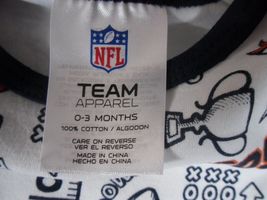 NFL
TEAM
APPAREL
0-3 MONTHS
100% COTTON / ALGODON
CARE ON REVERSE
VER EL REVERSO
MADE IN CHINA
HECHO EN CHINA